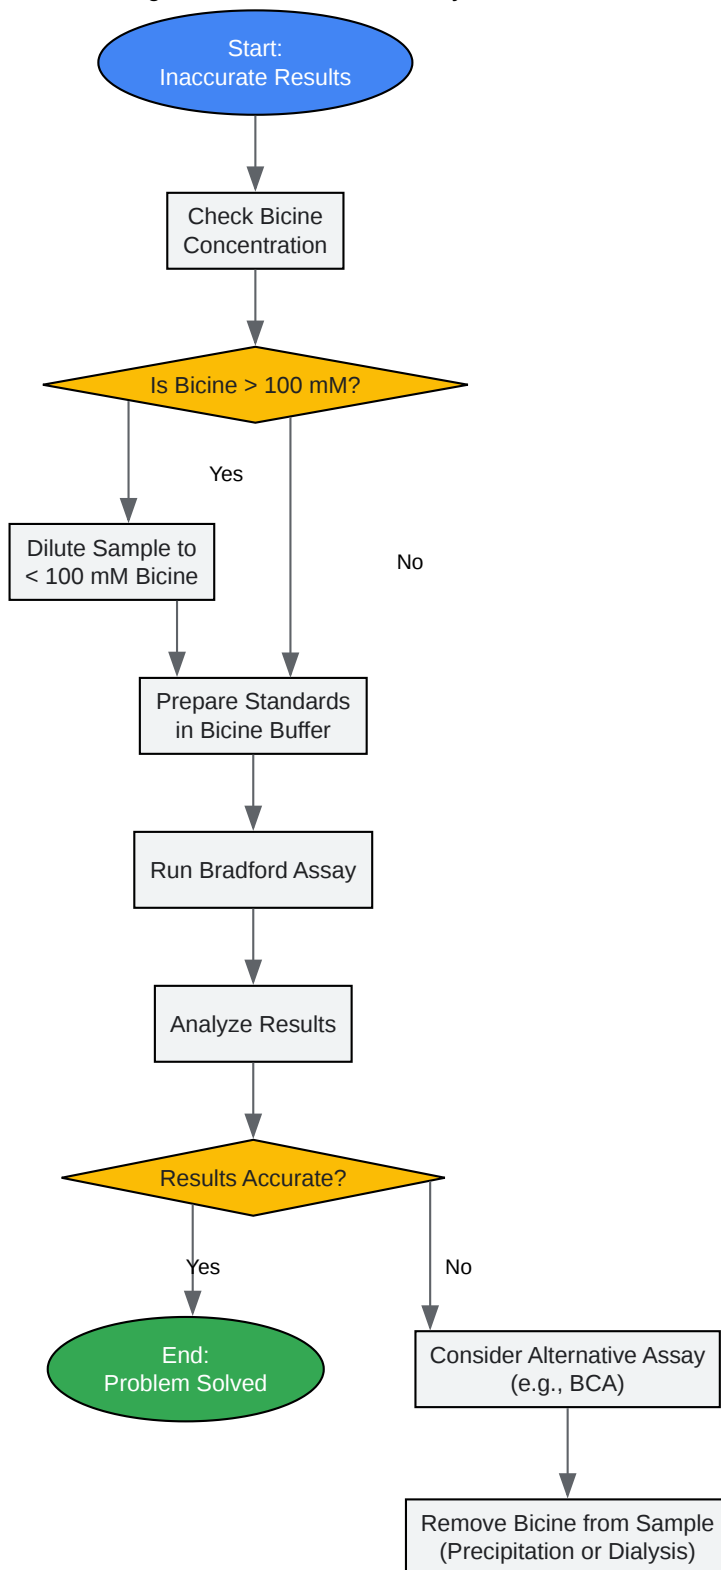 Start:
Inaccurate Results
Check Bicine
Concentration
Is Bicine > 100 mM?
Yes
Dilute Sample to
< 100 mM Bicine
No
Prepare Standards
in Bicine Buffer
Run Bradford Assay
Analyze Results
Results Accurate?
Yes
No
End:
Problem Solved
Consider Alternative Assay
(e.g., BCA)
Remove Bicine from Sample
(Precipitation or Dialysis)